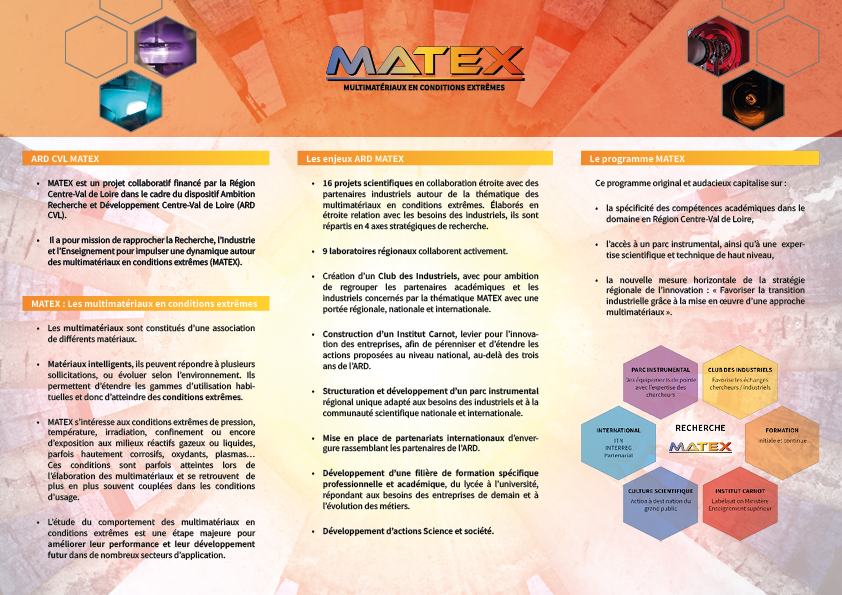 MATEX
MULTIMATÉRIAUX EN CONDITIONS EXTRÊMES
ARD CVL MATEX
• MATEX est un projet collaboratif financé par la Région
Centre-Val de Loire dans le cadre du dispositif Ambition
Recherche et Développement Centre-Val de Loire (ARD
CVL).
• Il a pour mission de rapprocher la Recherche, l'Industrie
et l'Enseignement pour impulser une dynamique autour
des multimatériaux en conditions extrêmes (MATEX).
MATEX : Les multimatériaux en conditions extrêmes
• Les multimatériaux sont constitués d'une association
de différents matériaux.
• Matériaux intelligents, ils peuvent répondre à plusieurs
sollicitations, ou évoluer selon l'environnement. Ils
permettent d'étendre les gammes d'utilisation habi-
tuelles et donc d'atteindre des conditions extrêmes.
• MATEX s'intéresse aux conditions extrêmes de pression,
température, irradiation, confinement ou encore
d'exposition aux milieux réactifs gazeux ou liquides,
parfois hautement corrosifs, oxydants, plasmas…
Ces conditions sont parfois atteintes lors de
l'élaboration des multimatériaux et se retrouvent de
plus en plus souvent couplées dans les conditions
d'usage.
• L'étude du comportement des multimatériaux en
conditions extrêmes est une étape majeure pour
améliorer leur performance et leur développement
futur dans de nombreux secteurs d'application.
Les enjeux ARD MATEX
• 16 projets scientifiques en collaboration étroite avec des
partenaires industriels autour de la thématique des
multimatériaux en conditions extrêmes. Élaborés en
étroite relation avec les besoins des industriels, ils sont
répartis en 4 axes stratégiques de recherche.
• 9 laboratoires régionaux collaborent activement.
• Création d'un Club des Industriels, avec pour ambition
de regrouper les partenaires académiques et les
industriels concernés par la thématique MATEX avec une
portée régionale, nationale et internationale.
• Construction d'un Institut Carnot, levier pour l'innova-
tion des entreprises, afin de pérenniser et d'étendre les
actions proposées au niveau national, au-delà des trois
ans de l'ARD.
• Structuration et développement d'un parc instrumental
régional unique adapté aux besoins des industriels et à la
communauté scientifique nationale et internationale.
• Mise en place de partenariats internationaux d'enver-
gure rassemblant les partenaires de l'ARD.
• Développement d'une filière de formation spécifique
professionnelle et académique, du lycée à l'université,
répondant aux besoins des entreprises de demain et à
l'évolution des métiers.
• Développement d'actions Science et société.
Le programme MATEX
Ce programme original et audacieux capitalise sur :
• la spécificité des compétences académiques dans le
domaine en Région Centre-Val de Loire,
• l'accès à un parc instrumental, ainsi qu'à une exper-
tise scientifique et technique de haut niveau,
• la nouvelle mesure horizontale de la stratégie
régionale de l'innovation : « Favoriser la transition
industrielle grâce à la mise en œuvre d'une approche
multimatériaux ».
PARC INSTRUMENTAL
Des équipements de pointe
avec l'expertise des
chercheurs
CLUB DES INDUSTRIELS
Favorise les échanges
chercheurs / industriels
INTERNATIONAL
ITN
INTERREG
Partenariat
RECHERCHE
MATEX
FORMATION
Initiale et continue
CULTURE SCIENTIFIQUE
Action à destination du
grand public
INSTITUT CARNOT
Labélisation Ministère
Enseignement supérieur